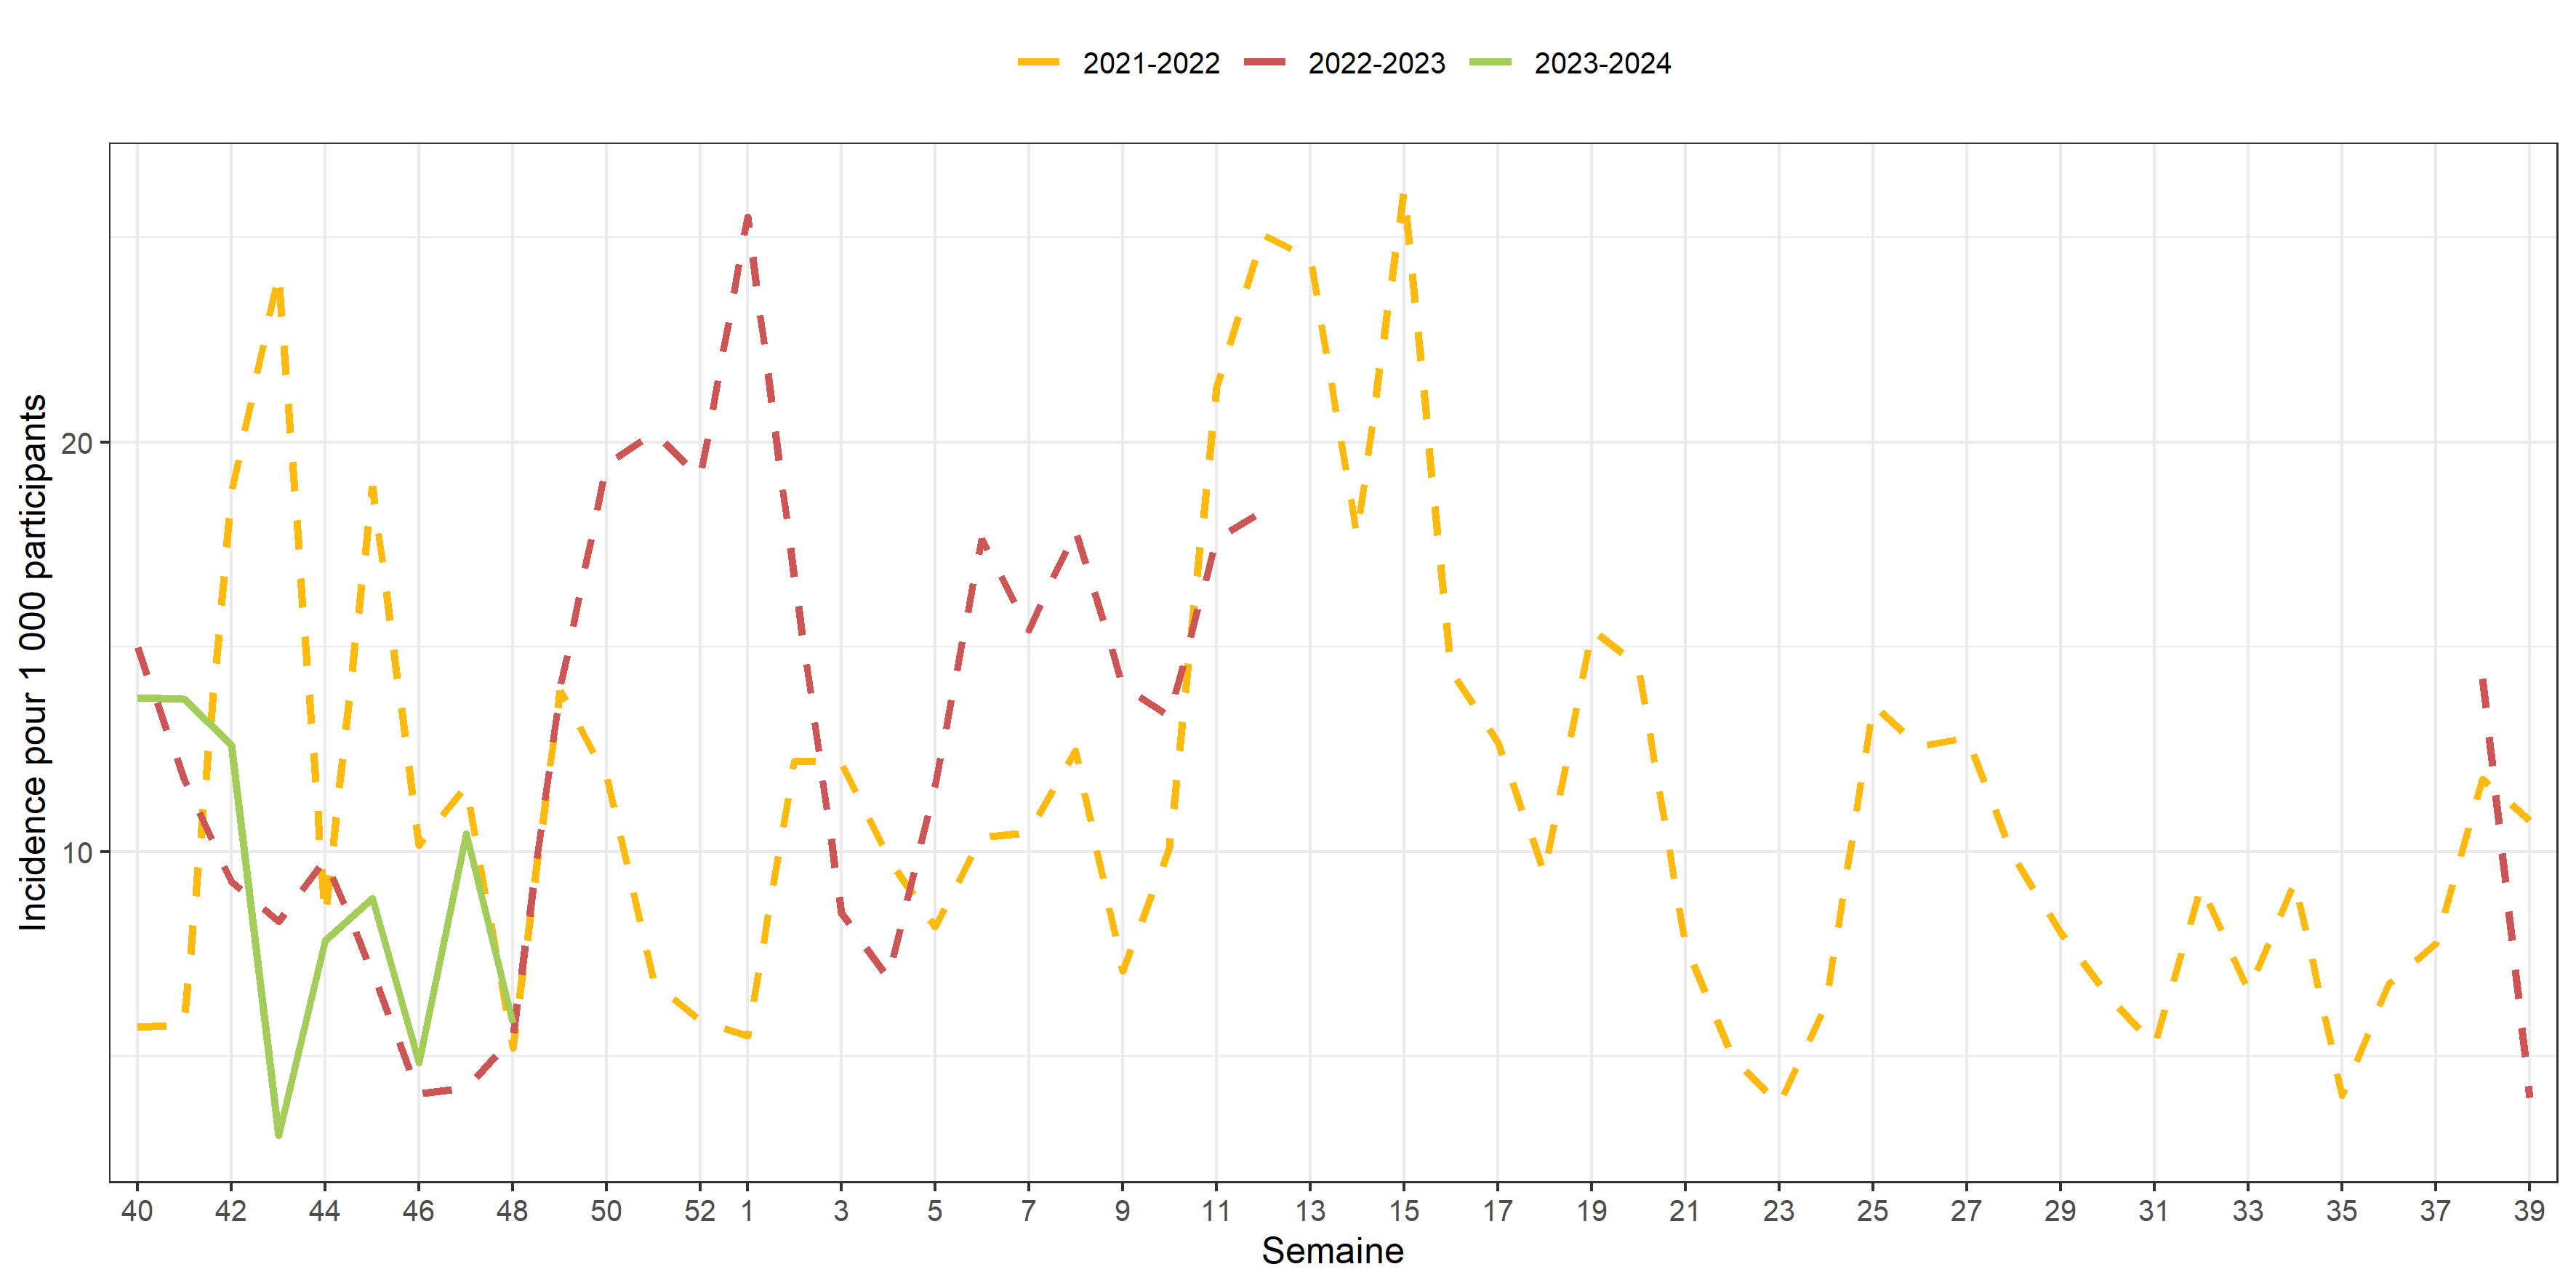 2021-2022 2022-2023 2023-2024
Incidence pour 1 000 participants
20
10
40 42 44 46 48 50 52 1 3 5 7 9 11 13 15 17 19 21 23 25 27 29 31 33 35 37 39
Semaine